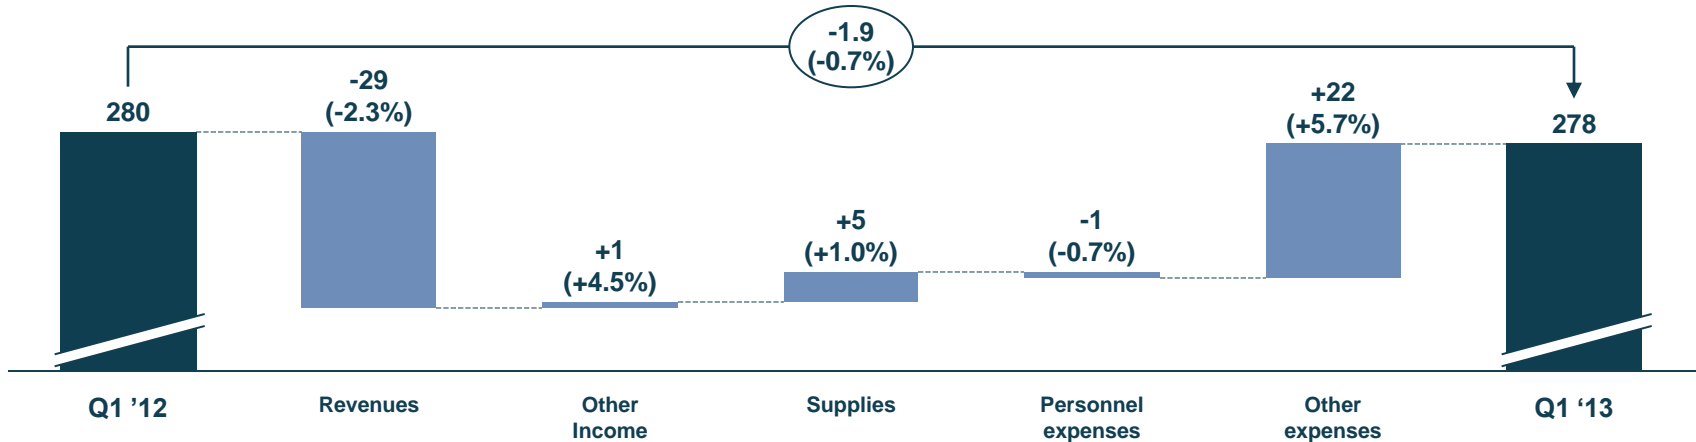 -1.9
(-0.7%)
280
-29
(-2.3%)
+1
(+4.5%)
+5
(+1.0%)
-1
(-0.7%)
+22
(+5.7%)
278
Q1 ’12
Revenues
Other
Income
Supplies
Personnel
expenses
Other
expenses
Q1 ‘13